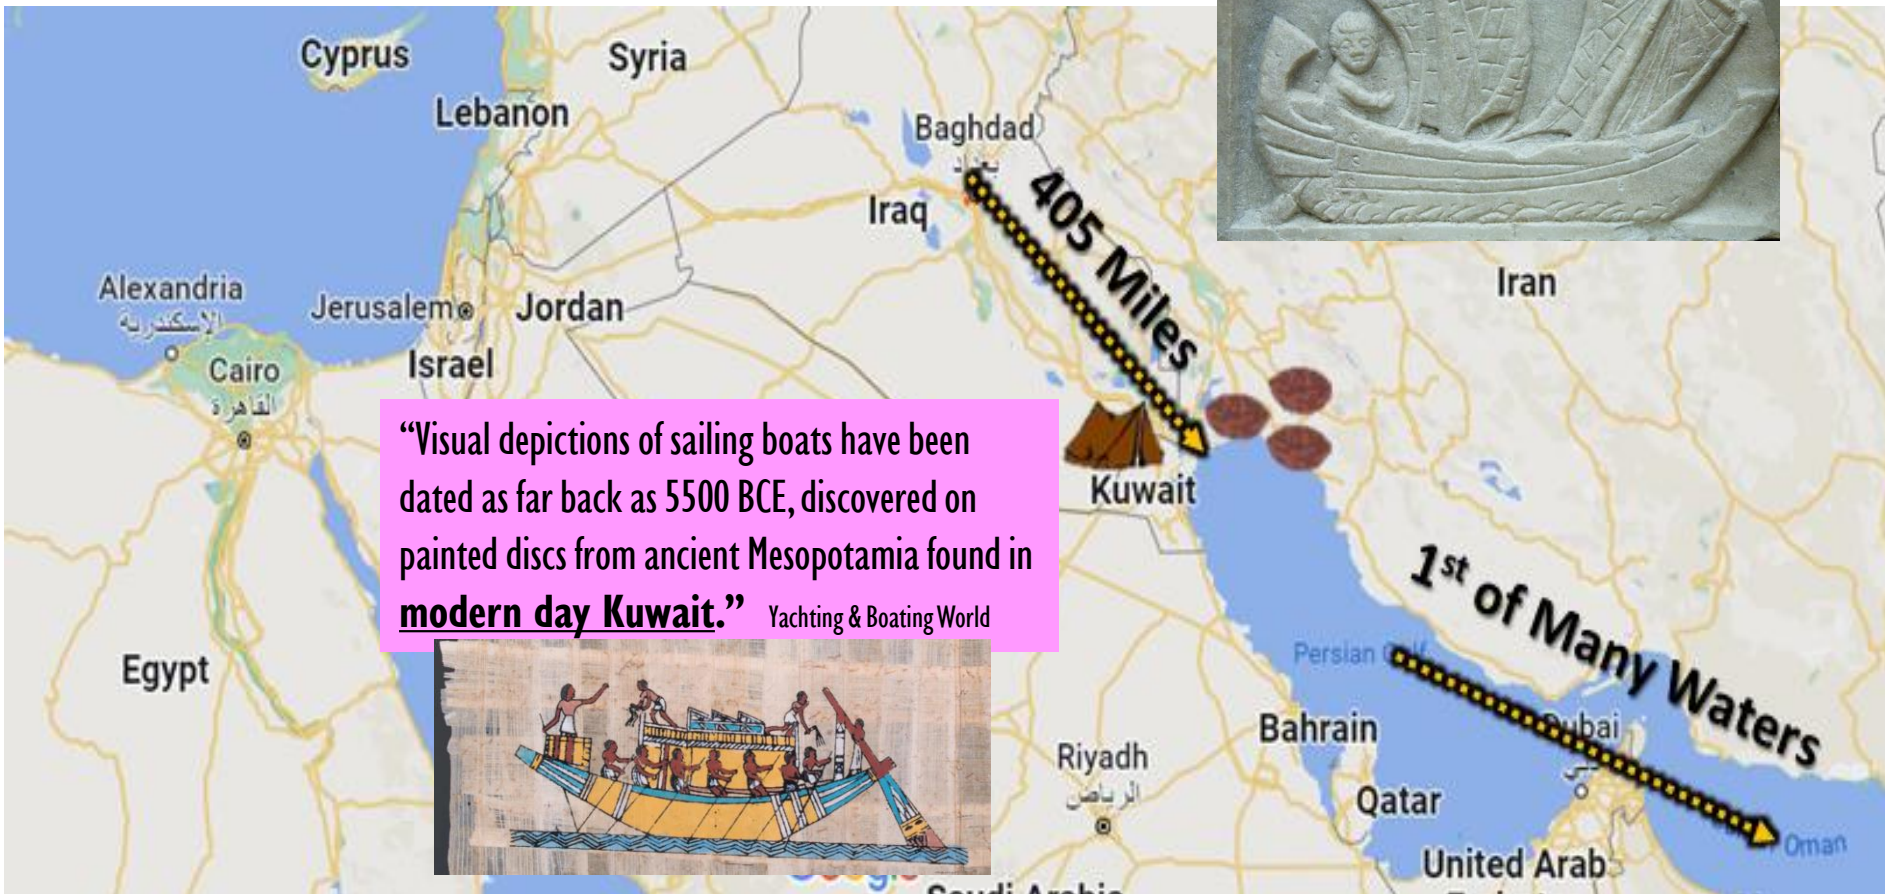 Cyprus
Syria
Lebanon
Baghdad
بغداد
405 Miles
Iraq
Iran
Alexandria
الإسكندرية
Jerusalem
Jordan
Israel
Cairo
القاهرة
“Visual depictions of sailing boats have been
dated as far back as 5500 BCE, discovered on
painted discs from ancient Mesopotamia found in
modern day Kuwait.” Yachting & Boating World
Kuwait
1st of Many Waters
Persian
Egypt
Bahrain
Dubai
دبي
Riyadh
الرياض
Qatar
Oman
United Arab